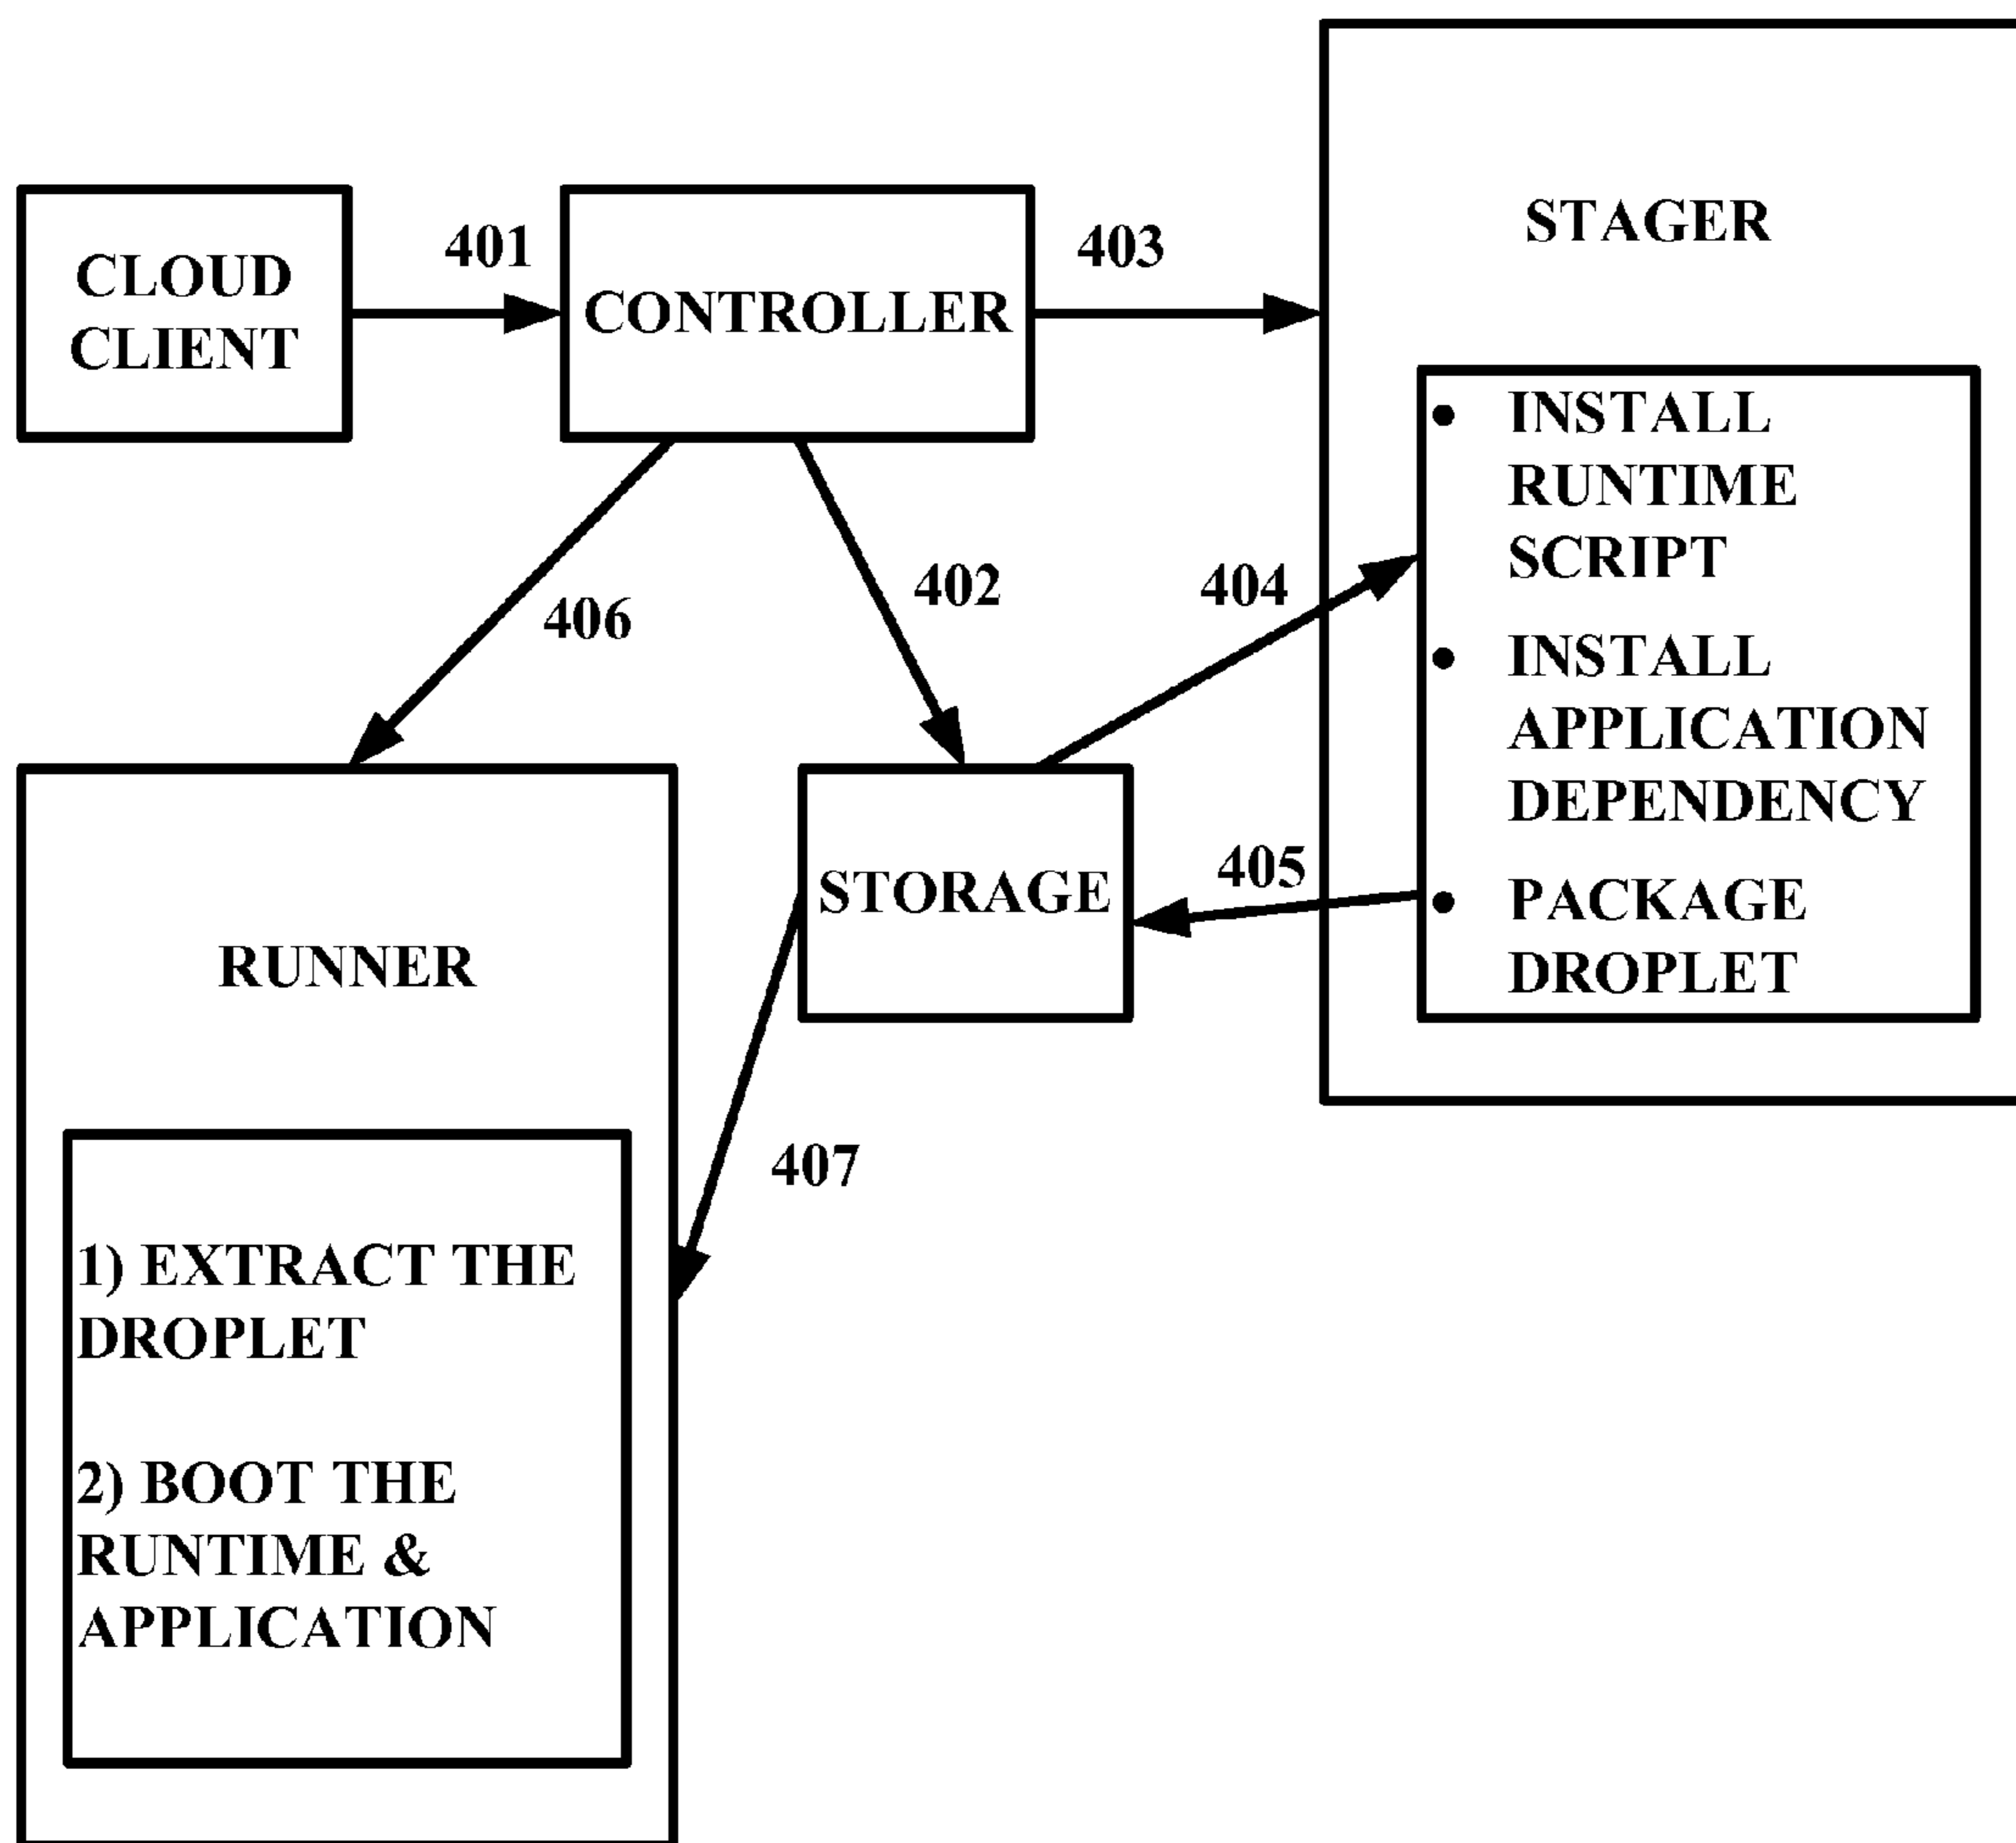 STAGER
401
403
CLOUD
CLIENT
CONTROLLER
• INSTALL
RUNTIME
SCRIPT
406
402
404
• INSTALL
APPLICATION
DEPENDENCY
405
STORAGE
• PACKAGE
DROPLET
RUNNER
407
1) EXTRACT THE
DROPLET
2) BOOT THE
RUNTIME &
APPLICATION